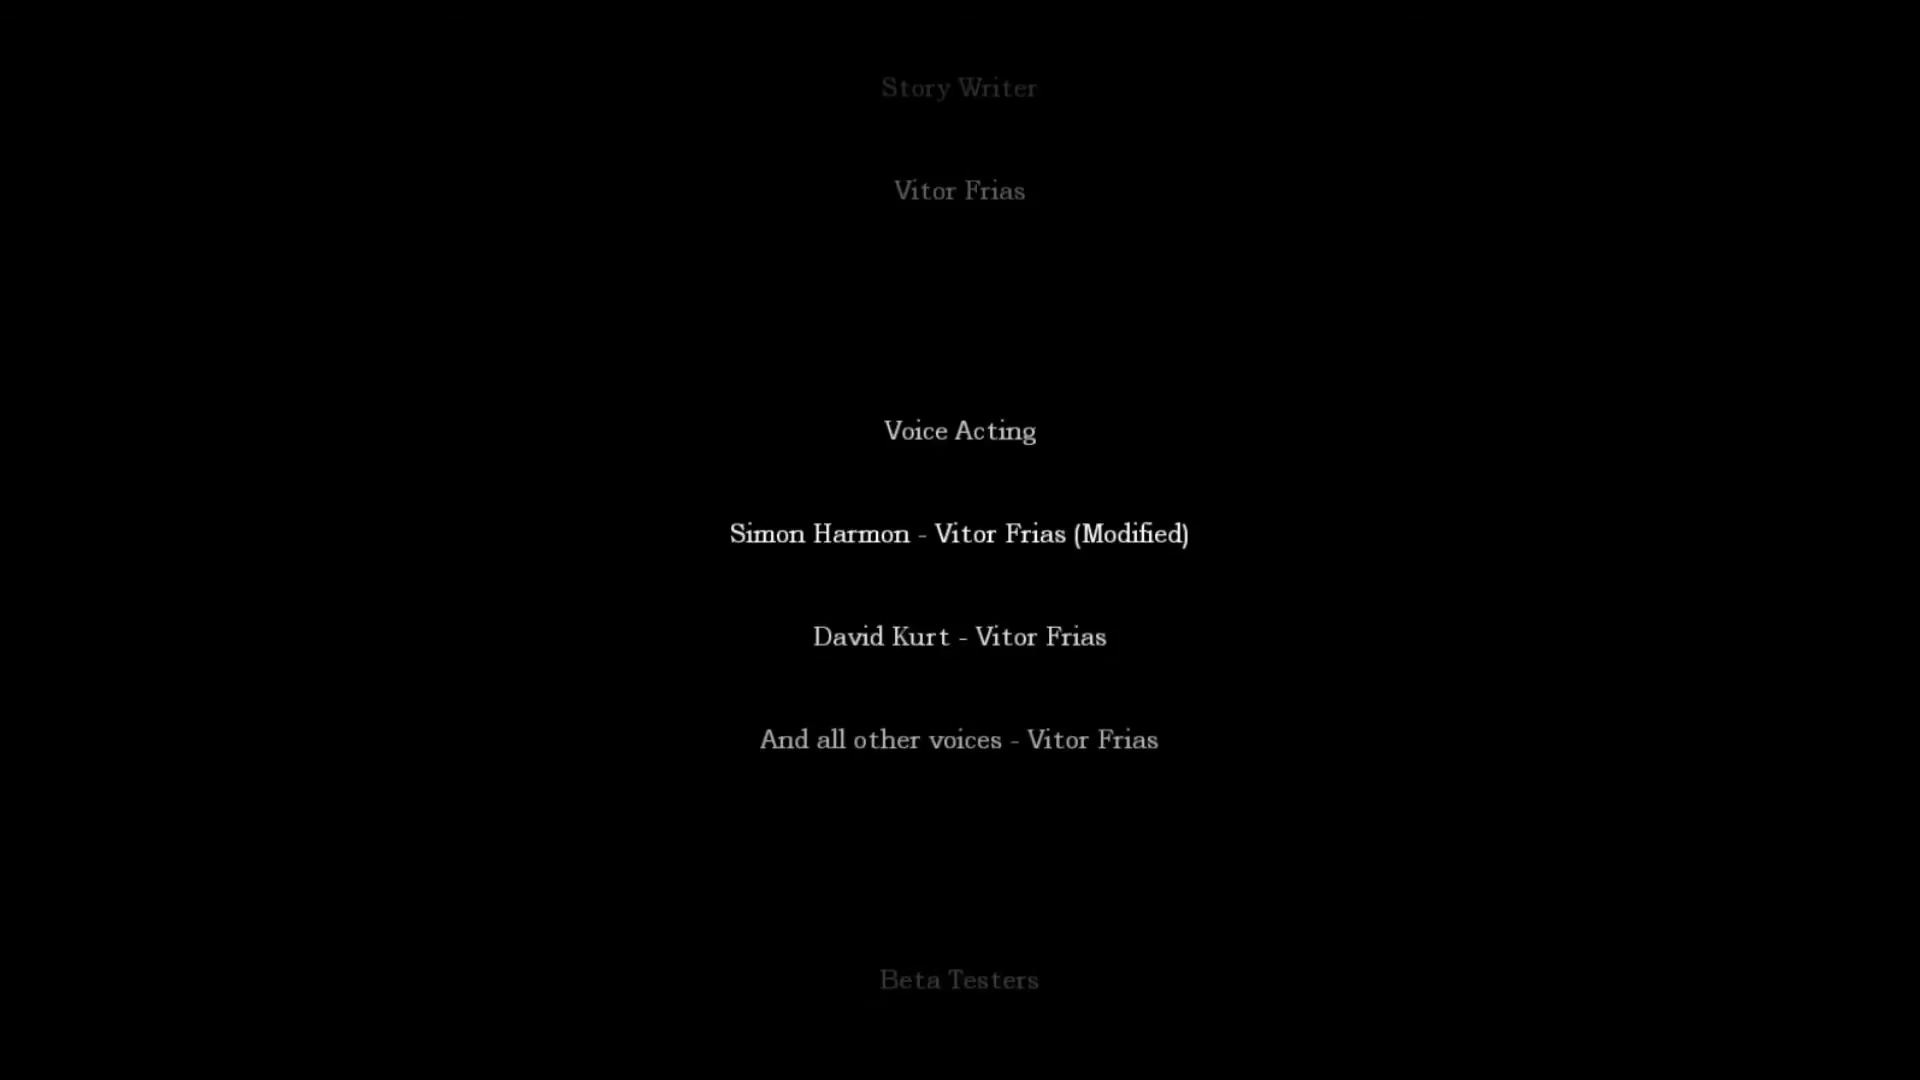 Story Writer
Vitor Frias
Voice Acting
Simon Harmon - Vitor Frias (Modified)
David Kurt - Vitor Frias
And all other voices - Vitor Frias
Beta Testers